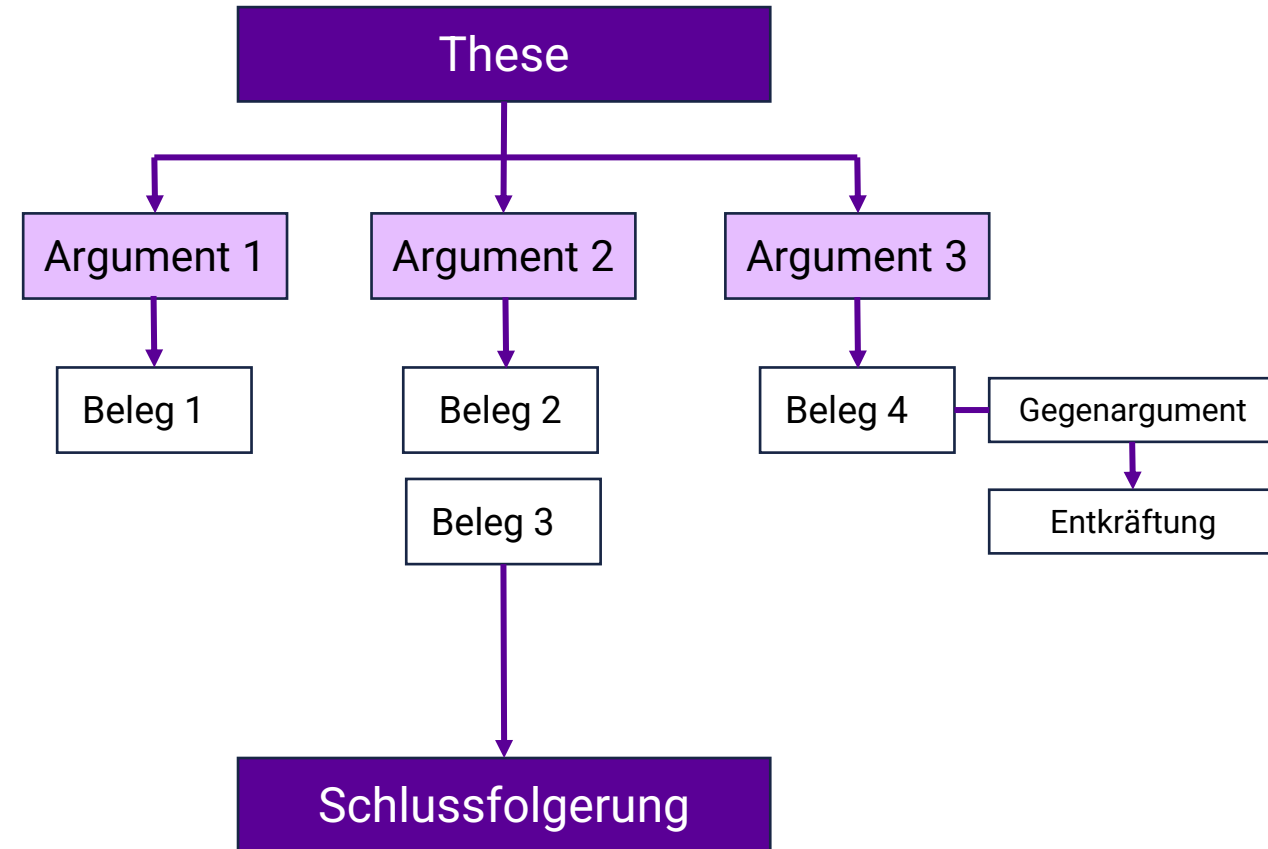 These
Argument 1
Argument 2
Argument 3
Beleg 1
Beleg 2
Beleg 4
Gegenargument
Beleg 3
Entkräftung
Schlussfolgerung